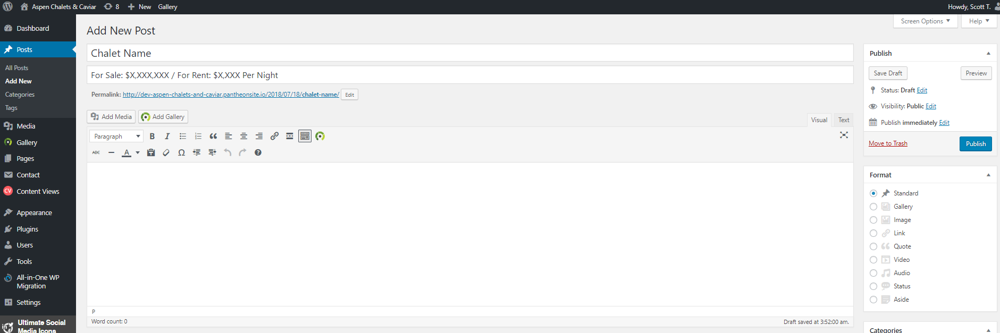 Aspen Chalets & Caviar 8 New Gallery Howdy, Scott T.
Screen Options Help
Dashboard
Posts
All Posts
Add New
Categories
Tags
Media
Gallery
Pages
Contact
CV Content Views
Appearance
Plugins
Users
Tools
All-in-One WP
Migration
Settings
Ultimate Social
Media Icons
Add New Post
Chalet Name
For Sale: $X,XXX,XXX / For Rent: $X,XXX Per Night
Permalink: http://dev-aspen-chalets-and-caviar.pantheonsite.io/2018/07/18/chalet-name/ Edit
Add Media Add Gallery
Visual Text
Paragraph B I
ABC A Ω
P
Word count: 0
Draft saved at 3:52:00 am.
Publish
Save Draft Preview
Status: Draft Edit
Visibility: Public Edit
Publish immediately Edit
Move to Trash Publish
Format
Standard
Gallery
Image
Link
Quote
Video
Audio
Status
Aside
Categories